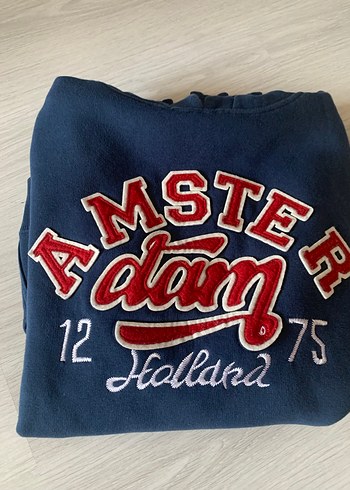 AMSTER
dam
12 75
Holland